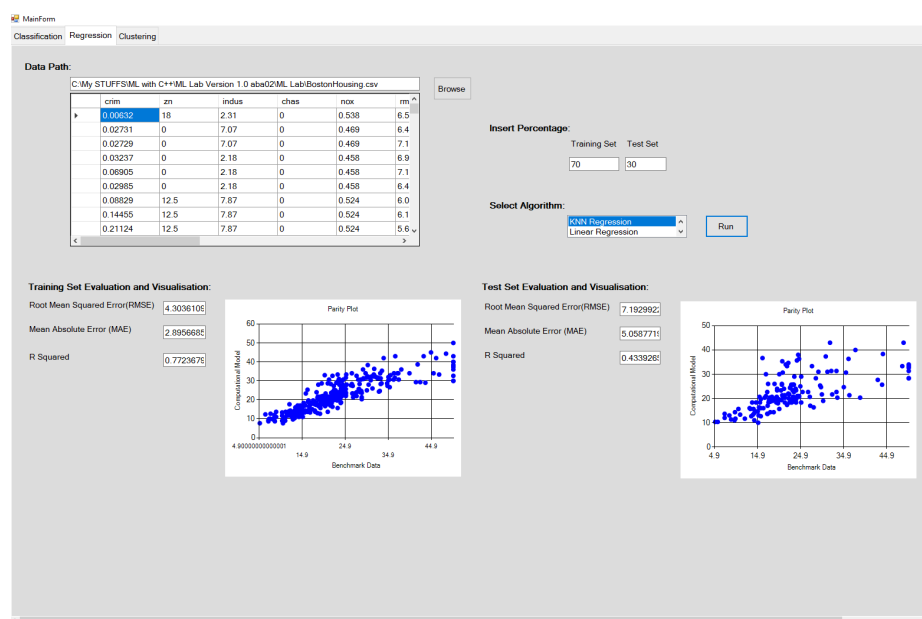 MainForm
Classification Regression Clustering
Data Path:
C:\My STUFFS\ML with C++\ML Lab Version 1.0 aba02\ML Lab\BostonHousing.csv
Browse
crim zn indus chas nox rm
0.00632 18 2.31 0 0.538 6.5
0.02731 0 7.07 0 0.469 6.4
0.02729 0 7.07 0 0.469 7.1
0.03237 0 2.18 0 0.458 6.9
0.06905 0 2.18 0 0.458 7.1
0.02985 0 2.18 0 0.458 6.4
0.08829 12.5 7.87 0 0.524 6.0
0.14455 12.5 7.87 0 0.524 6.1
0.21124 12.5 7.87 0 0.524 5.6
Insert Percentage:
Training Set Test Set
70 30
Select Algorithm:
KNN Regression
Linear Regression
Run
Training Set Evaluation and Visualisation:
Root Mean Squared Error(RMSE) 4.3036109
Mean Absolute Error (MAE) 2.8956685
R Squared 0.7723679
Parity Plot
60
50
40
30
20
10
0
Computational Model
4.90000000000001 14.9 24.9 34.9 44.9
Benchmark Data
Test Set Evaluation and Visualisation:
Root Mean Squared Error(RMSE) 7.1929922
Mean Absolute Error (MAE) 5.058771
R Squared 0.433926
Parity Plot
50
40
30
20
10
0
Computational Model
4.9 14.9 24.9 34.9 44.9
Benchmark Data